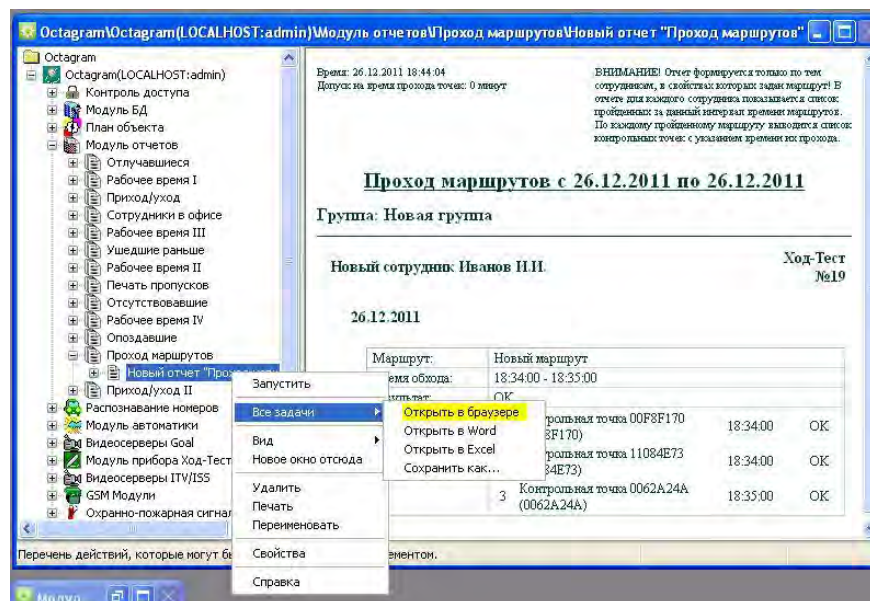 Octagram\Octagram(LOCALHOST:admin)\Модуль отчетов\Проход маршрутов\Новый отчет "Проход маршрутов"
Octagram
Octagram(LOCALHOST:admin)
Контроль доступа
Модуль БД
План объекта
Модуль отчетов
Отлучавшиеся
Рабочее время I
Приход/уход
Сотрудники в офисе
Рабочее время III
Ушедшие раньше
Рабочее время II
Печать пропусков
Отсутствовавшие
Рабочее время IV
Опоздавшие
Проход маршрутов
Новый отчет
Приход/уход II
Распознавание номеров
Модуль автоматики
Видеосерверы Goal
Модуль прибора Ход-Тест
Видеосерверы ITV/ISS
GSM Модули
Охранно-пожарная
Время: 26.12.2011 18:44:04
Допуск на время прохода точек: 0 минут
ВНИМАНИЕ! Отчет формируется только по тем
сотрудникам, в свойствах которых задан маршрут! В
отчете для каждого сотрудника показывается список
пройденных за данный интервал времени маршрутов.
По каждому пройденному маршруту выводится список
контрольных точек с указанием времени их прохода.
Проход маршрутов с 26.12.2011 по 26.12.2011
Группа: Новая группа
Новый сотрудник Иванов И.И.
Ход-Тест
№19
26.12.2011
Маршрут: Новый маршрут
обхода: 18:34:00 - 18:35:00
OK
точка 00F8F170
18:34:00 OK
точка 11084E73
18:34:00 OK
3 Контрольная точка 0062A24A
(0062A24A)
18:35:00 OK
Запустить
Все задачи
Вид
Новое окно отсюда
Удалить
Печать
Переименовать
Свойства
Справка
Открыть в браузере
Открыть в Word
Открыть в Excel
Сохранить как...
Перечень действий, которые могут